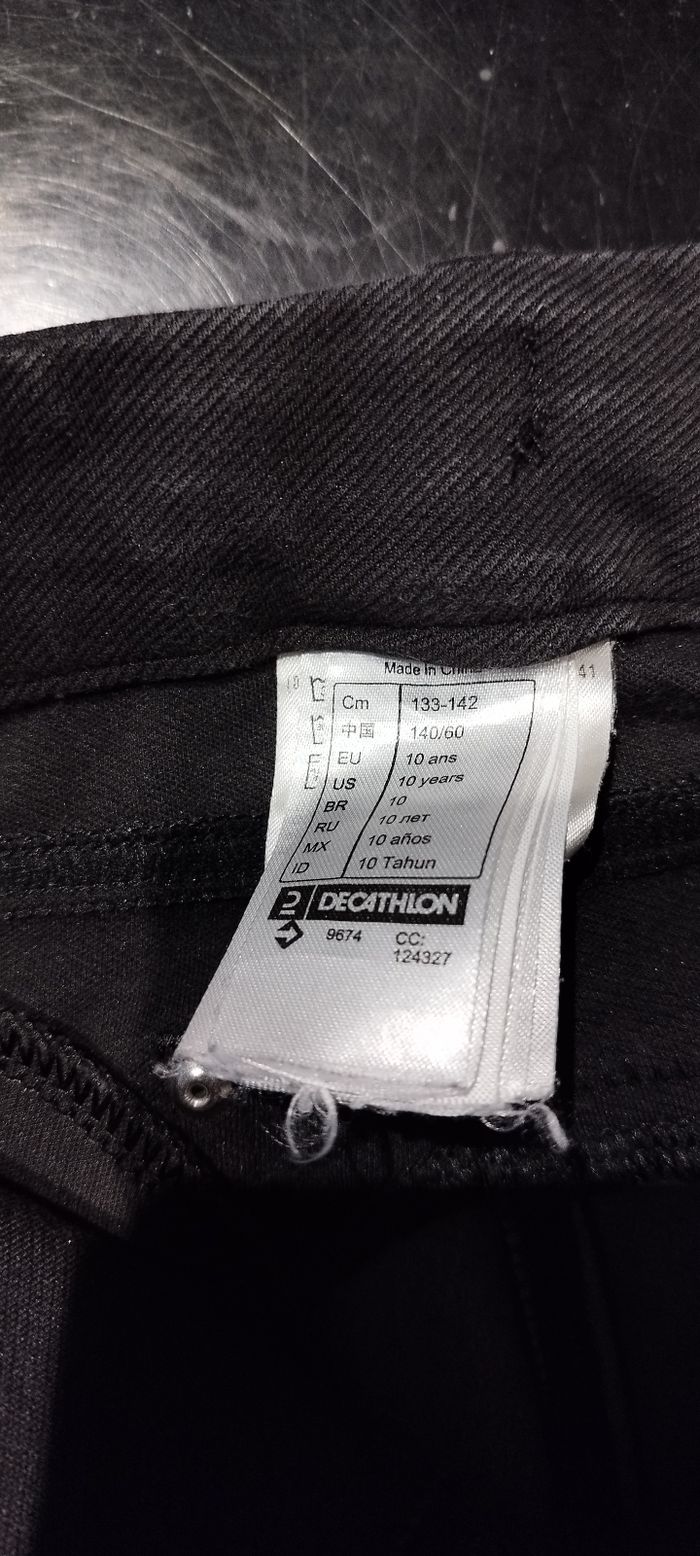 Made In China
41
Cm 133-142
中国 140/60
EU 10 ans
US 10 years
BR 10
RU 10 лет
MX 10 años
ID 10 Tahun
DECATHLON
9674 CC:
124327